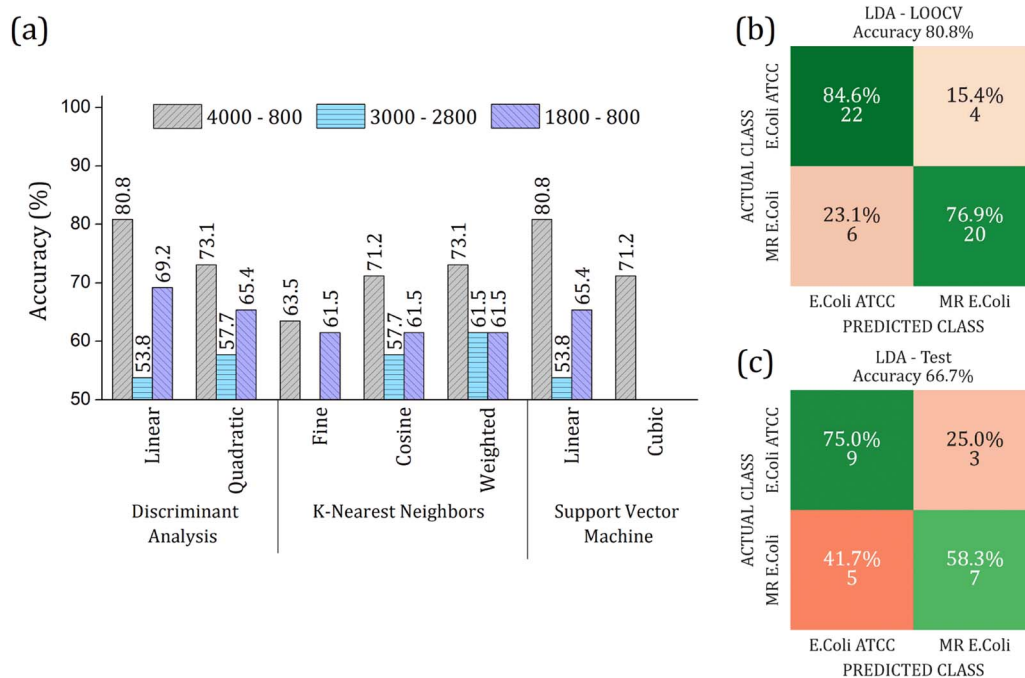 (a)
4000 - 800
3000 - 2800
1800 - 800
Accuracy (%)
100
90
80
70
60
50
80.8
53.8
69.2
73.1
57.7
65.4
63.5
61.5
71.2
57.7
61.5
73.1
61.5
61.5
80.8
53.8
65.4
71.2
Linear
Quadratic
Fine
Cosine
Weighted
Linear
Cubic
Discriminant
Analysis
K-Nearest Neighbors
Support Vector
Machine
(b)
LDA - LOOCV
Accuracy 80.8%
ACTUAL CLASS
E.Coli ATCC
MR E.Coli
84.6%
22
15.4%
4
23.1%
6
76.9%
20
E.Coli ATCC
MR E.Coli
PREDICTED CLASS
(c)
LDA - Test
Accuracy 66.7%
ACTUAL CLASS
E.Coli ATCC
MR E.Coli
75.0%
9
25.0%
3
41.7%
5
58.3%
7
E.Coli ATCC
MR E.Coli
PREDICTED CLASS